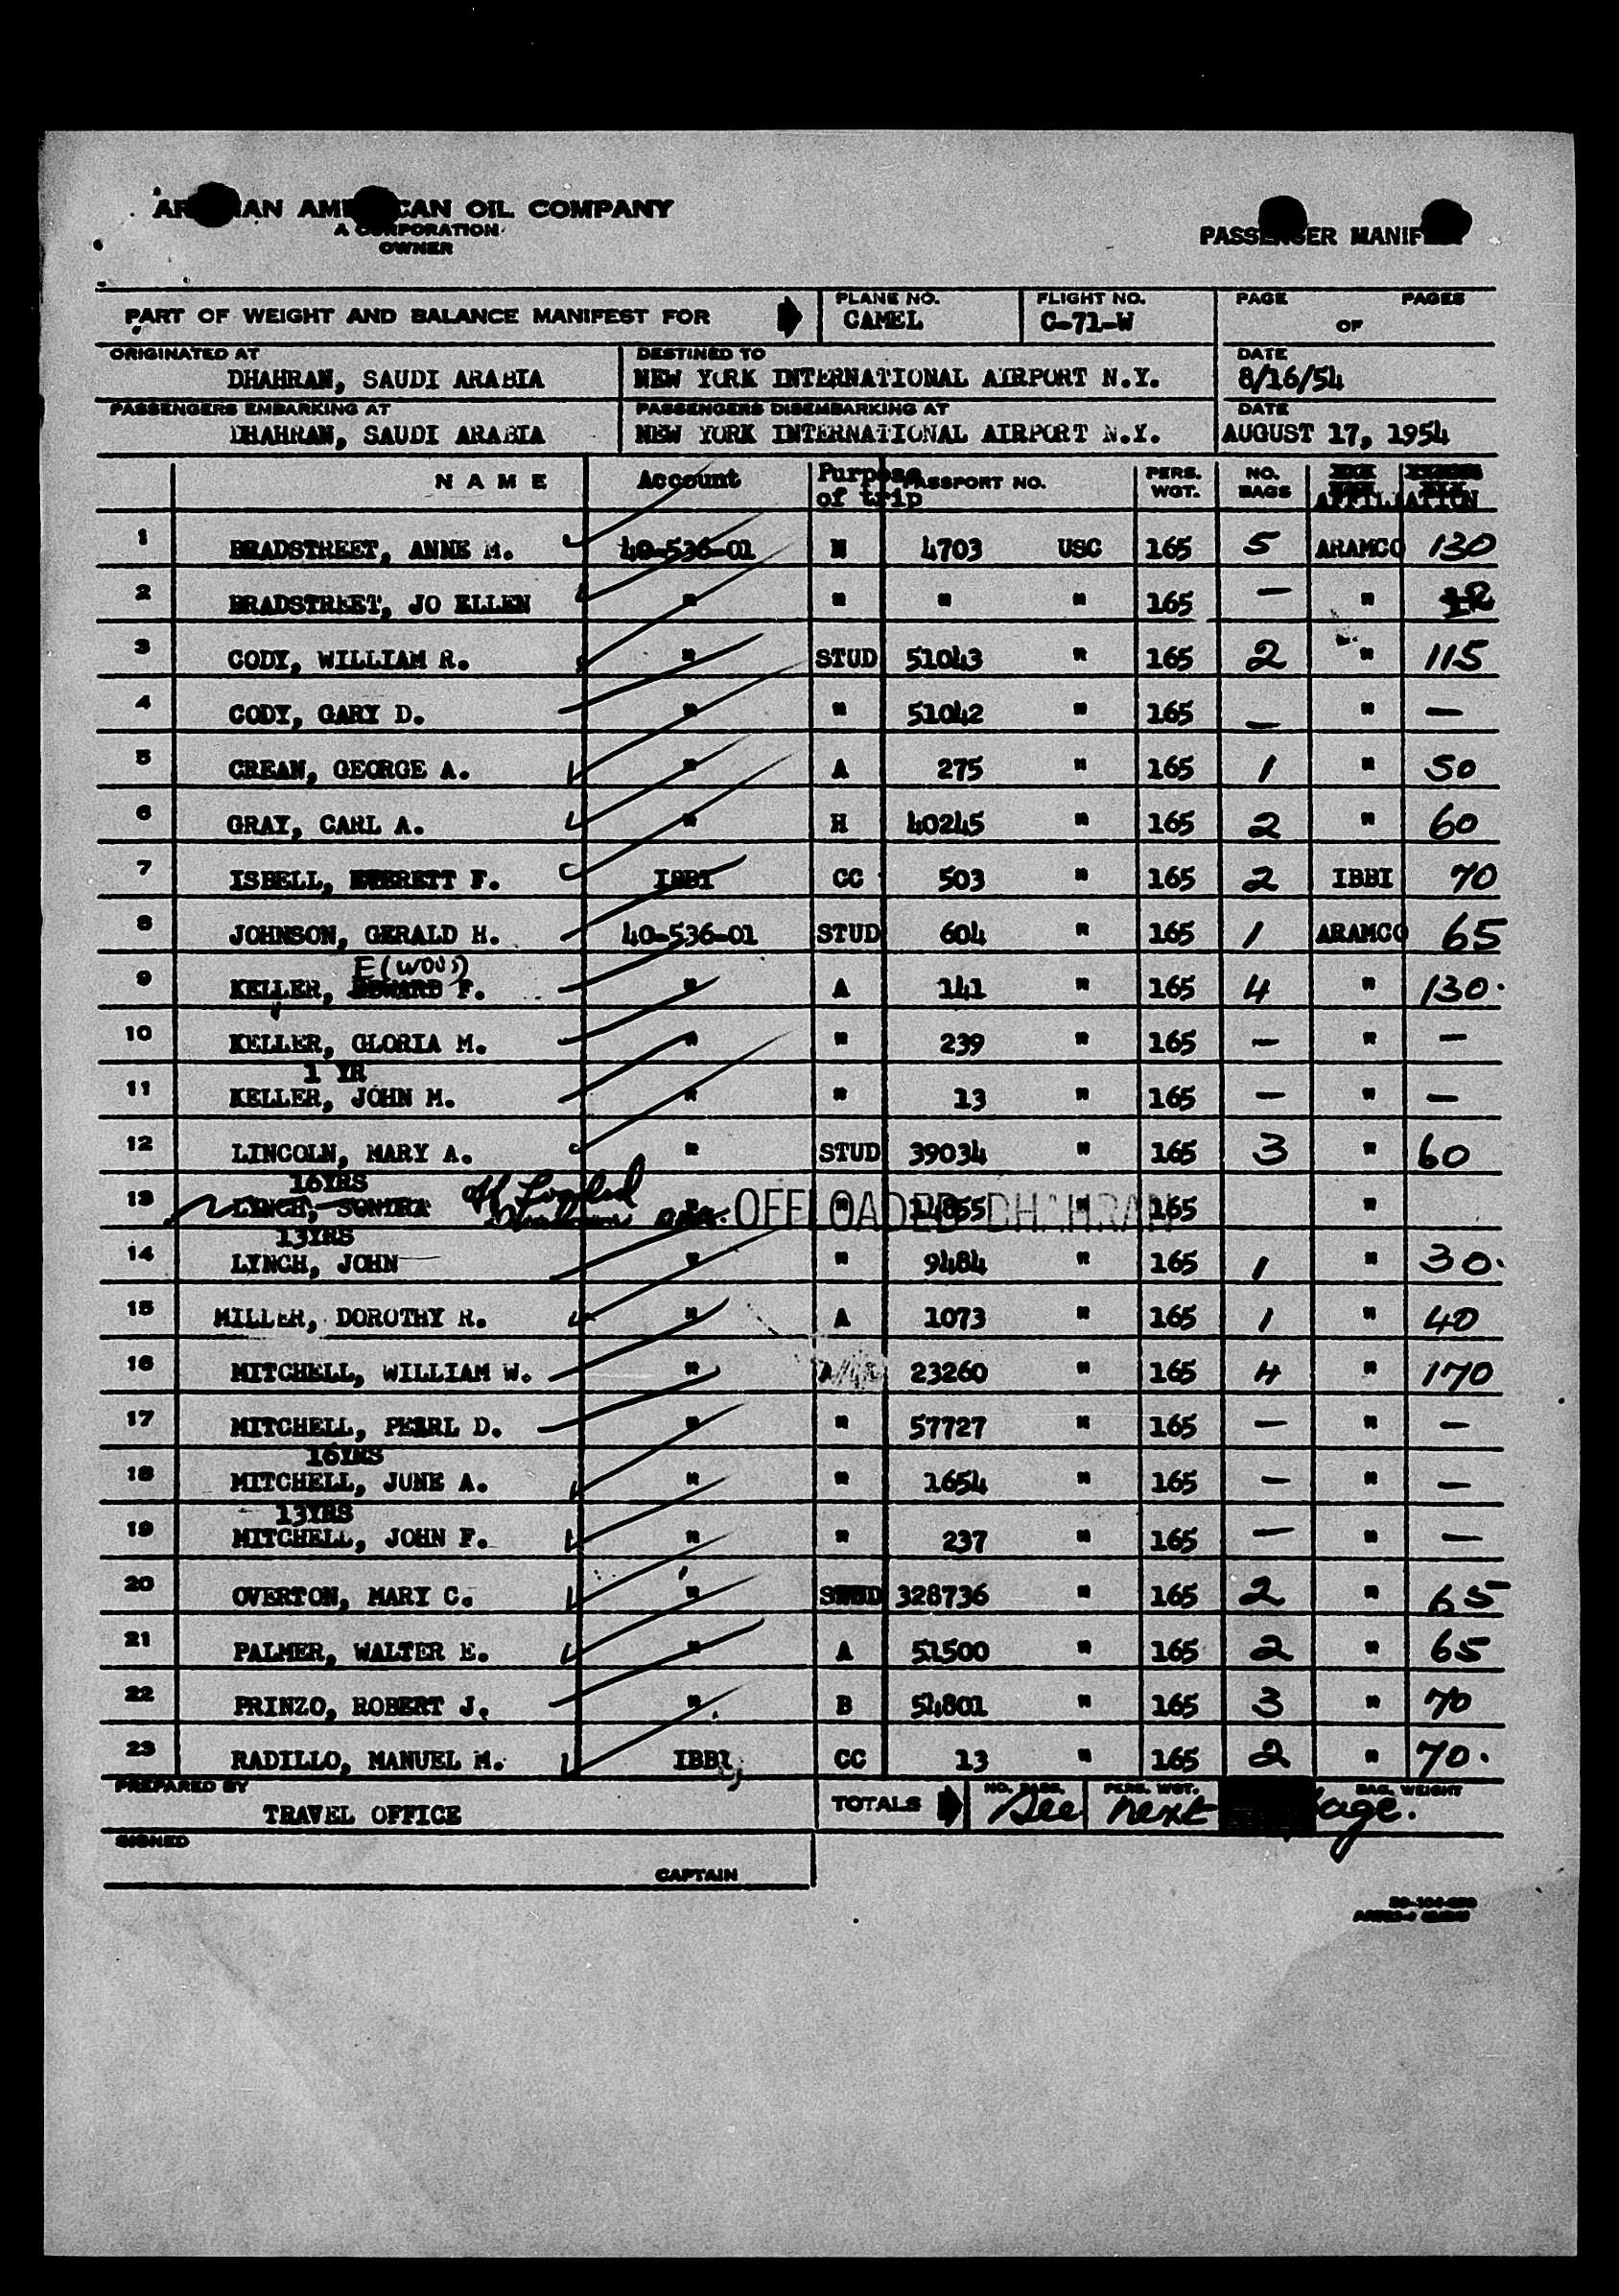 ARABIAN AMERICAN OIL COMPANY
A CORPORATION
OWNER
PASSENGER MANIFEST
PART OF WEIGHT AND BALANCE MANIFEST FOR PLANE NO. CAMEL FLIGHT NO. C-71-W PAGE OF PAGES
ORIGINATED AT DHAHRAN, SAUDI ARABIA DESTINED TO NEW YORK INTERNATIONAL AIRPORT N.Y. DATE 8/16/54
PASSENGERS EMBARKING AT DHAHRAN, SAUDI ARABIA PASSENGERS DISEMBARKING AT NEW YORK INTERNATIONAL AIRPORT N.Y. DATE AUGUST 17, 1954
NAME Account Purpose of trip PASSPORT NO. PERS. WGT. NO. BAGS AFFILIATION
1 BRADSTREET, ANNE M. 40-536-01 4703 USC 165 5 ARAMCO 130
2 BRADSTREET, JO ELLEN " " " " 165 — "
3 CODY, WILLIAM R. " STUD 51043 " 165 2 " 115
4 CODY, GARY D. " " 51042 " 165 — " —
5 CREAN, GEORGE A. " A 275 " 165 1 " 50
6 GRAY, CARL A. " H 40245 " 165 2 " 60
7 ISBELL, EVERETT F. IBBI CC 503 " 165 2 IBBI 70
8 JOHNSON, GERALD H. 40-536-01 STUD 604 " 165 1 ARAMCO 65
E (WOOJ)
9 KELLER, EDWARD F. " A 141 " 165 4 " 130.
10 KELLER, GLORIA M. " " 239 " 165 — " —
1 YR
11 KELLER, JOHN M. " " 13 " 165 — " —
12 LINCOLN, MARY A. " STUD 39034 " 165 3 " 60
16YRS
13 LYNCH, SONDRA Off Loaded Dhahran " OFFLOADED DHAHRAN " 14855 " 165 "
13YRS
14 LYNCH, JOHN " " 9484 " 165 1 " 30.
15 MILLER, DOROTHY R. " A 1073 " 165 1 " 40
16 MITCHELL, WILLIAM W. " A 23260 " 165 4 " 170
17 MITCHELL, PEARL D. " " 57727 " 165 — " —
16YRS
18 MITCHELL, JUNE A. " " 1654 " 165 — " —
13YRS
19 MITCHELL, JOHN F. " " 237 " 165 — " —
20 OVERTON, MARY C. " STUD 328736 " 165 2 " 65
21 PALMER, WALTER E. " A 51500 " 165 2 " 65
22 PRINZO, ROBERT J. " B 54801 " 165 3 " 70
23 RADILLO, MANUEL M. IBBI CC 13 " 165 2 " 70.
PREPARED BY TRAVEL OFFICE TOTALS NO. BAGS. PERS. WGT. BAG. WEIGHT
See next page.
SIGNED
CAPTAIN